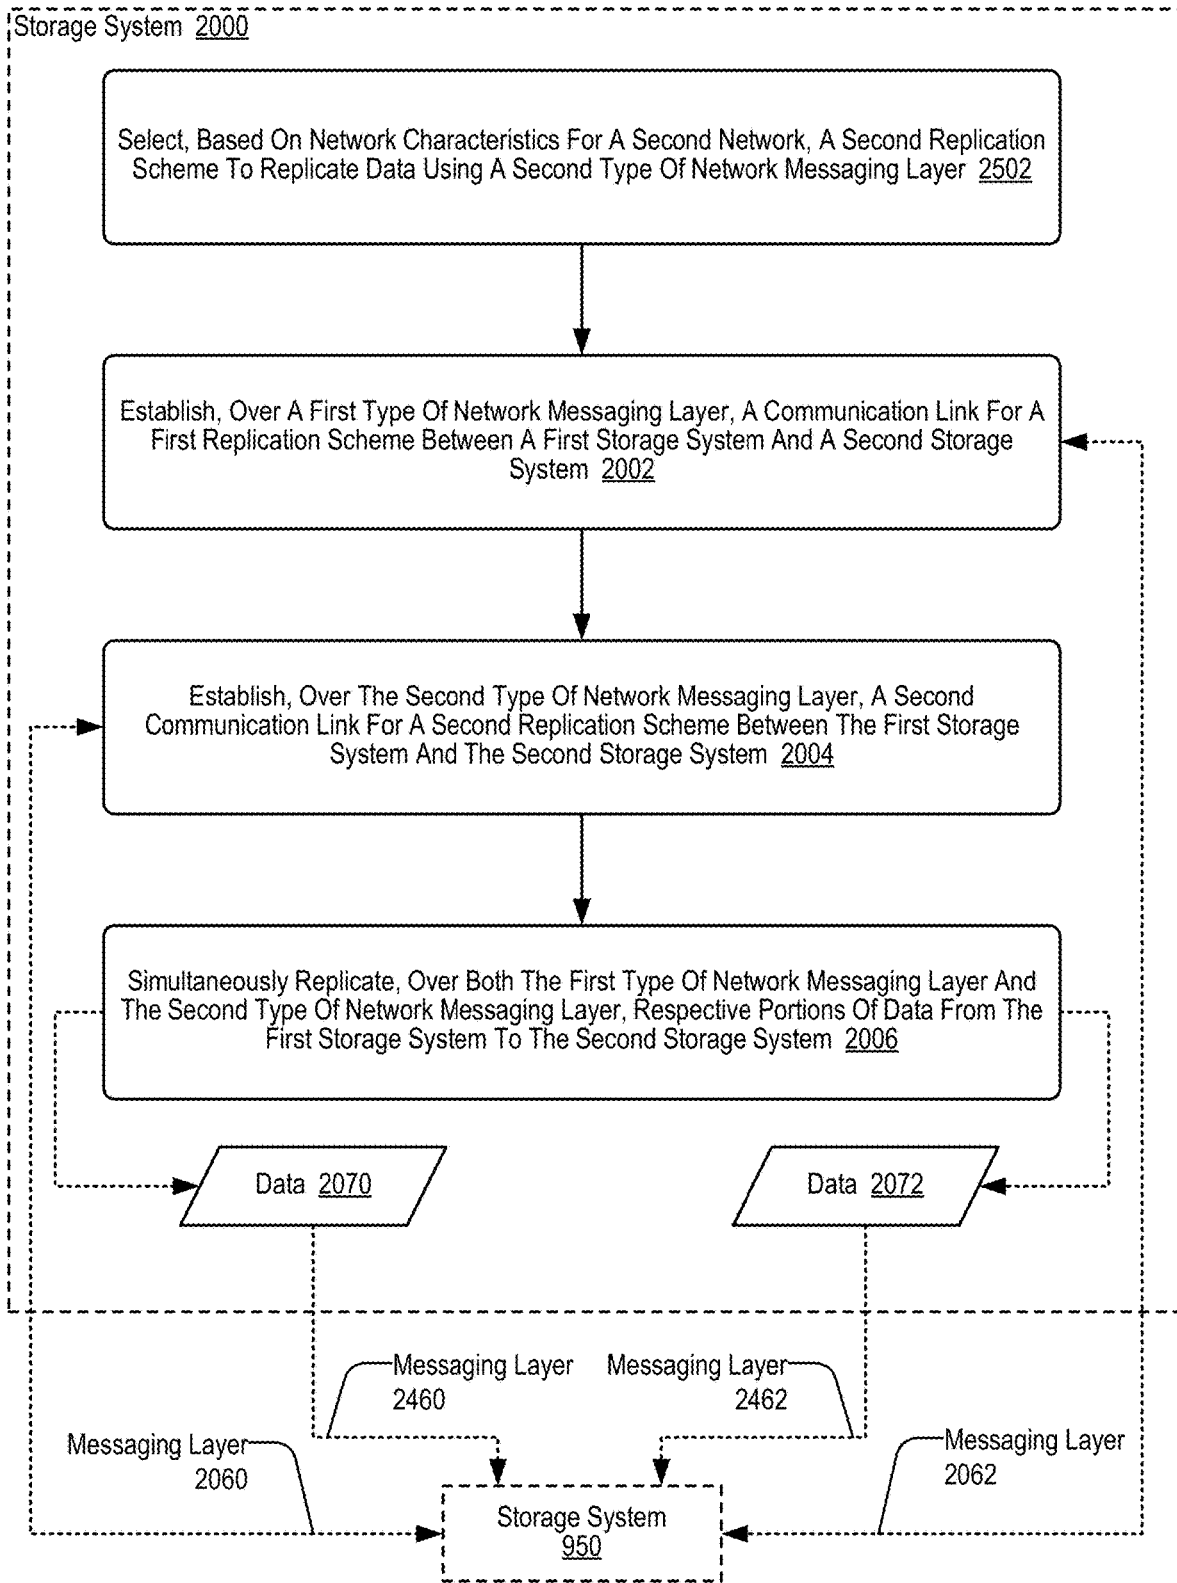 Storage System 2000
Select, Based On Network Characteristics For A Second Network, A Second Replication
Scheme To Replicate Data Using A Second Type Of Network Messaging Layer 2502
Establish, Over A First Type Of Network Messaging Layer, A Communication Link For A
First Replication Scheme Between A First Storage System And A Second Storage
System 2002
Establish, Over The Second Type Of Network Messaging Layer, A Second
Communication Link For A Second Replication Scheme Between The First Storage
System And The Second Storage System 2004
Simultaneously Replicate, Over Both The First Type Of Network Messaging Layer And
The Second Type Of Network Messaging Layer, Respective Portions Of Data From The
First Storage System To The Second Storage System 2006
Data 2070
Data 2072
Messaging Layer
2460
Messaging Layer
2462
Messaging Layer
2060
Messaging Layer
2062
Storage System
950